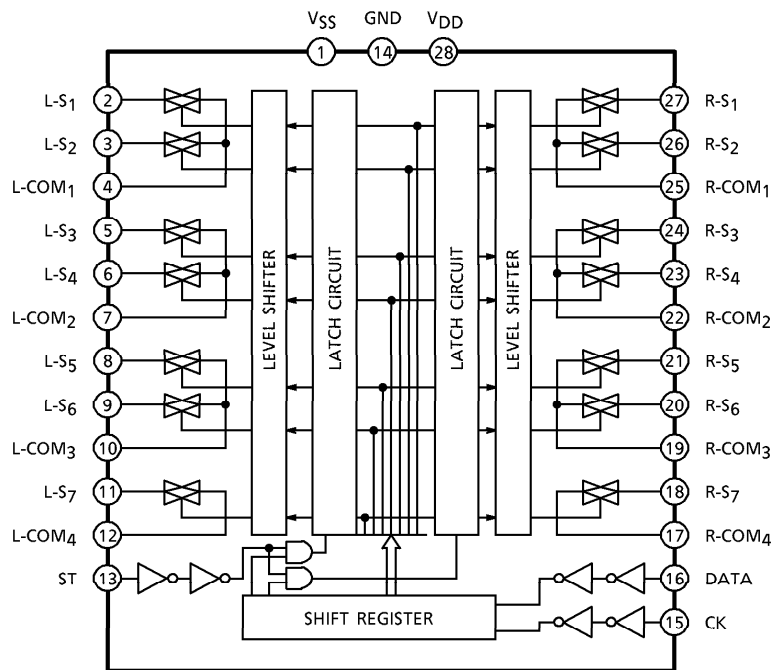 VSS GND VDD
1 14 28
L-S1 2 27 R-S1
L-S2 3 26 R-S2
L-COM1 4 25 R-COM1
L-S3 5 24 R-S3
L-S4 6 23 R-S4
L-COM2 7 22 R-COM2
L-S5 8 21 R-S5
L-S6 9 20 R-S6
L-COM3 10 19 R-COM3
L-S7 11 18 R-S7
L-COM4 12 17 R-COM4
LEVEL SHIFTER
LATCH CIRCUIT
LATCH CIRCUIT
LEVEL SHIFTER
ST 13 16 DATA
SHIFT REGISTER
15 CK